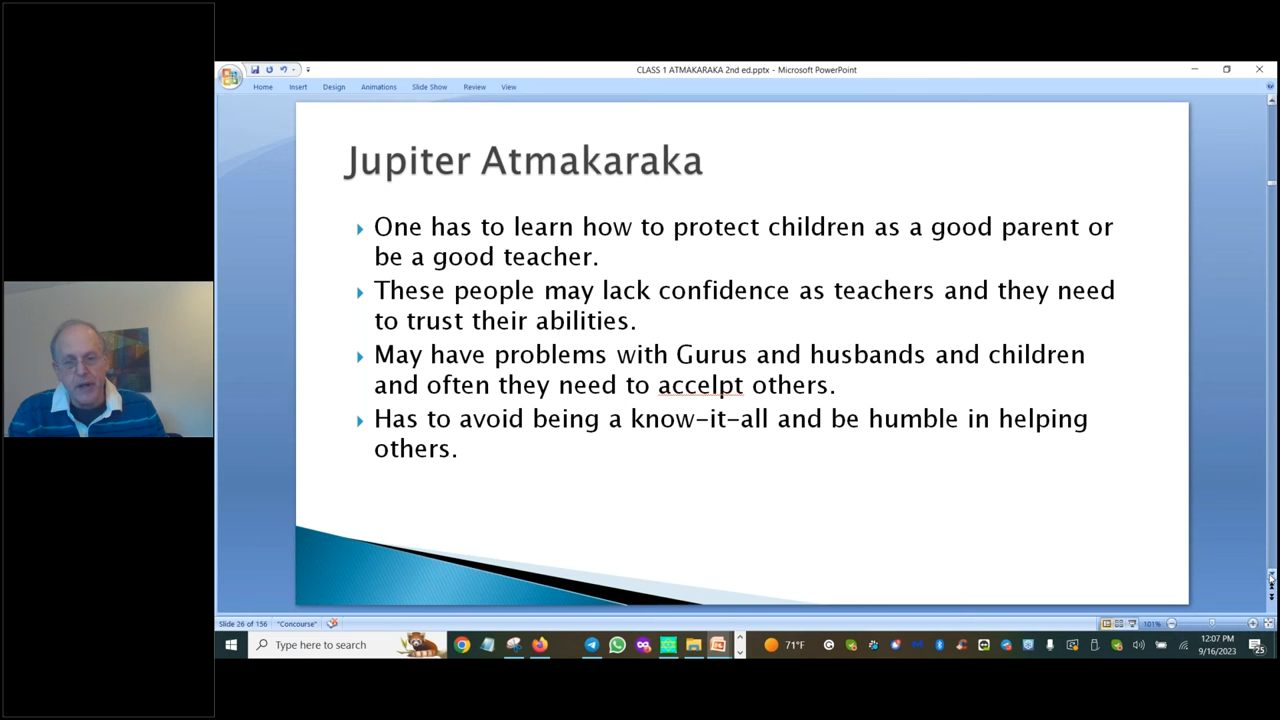 CLASS 1 ATMAKARAKA 2nd ed.pptx - Microsoft PowerPoint
Home Insert Design Animations Slide Show Review View
Jupiter Atmakaraka
One has to learn how to protect children as a good parent or
be a good teacher.
These people may lack confidence as teachers and they need
to trust their abilities.
May have problems with Gurus and husbands and children
and often they need to accelpt others.
Has to avoid being a know-it-all and be humble in helping
others.
Slide 26 of 156 "Concourse" 101%
Type here to search 71°F 12:07 PM
9/16/2023 25